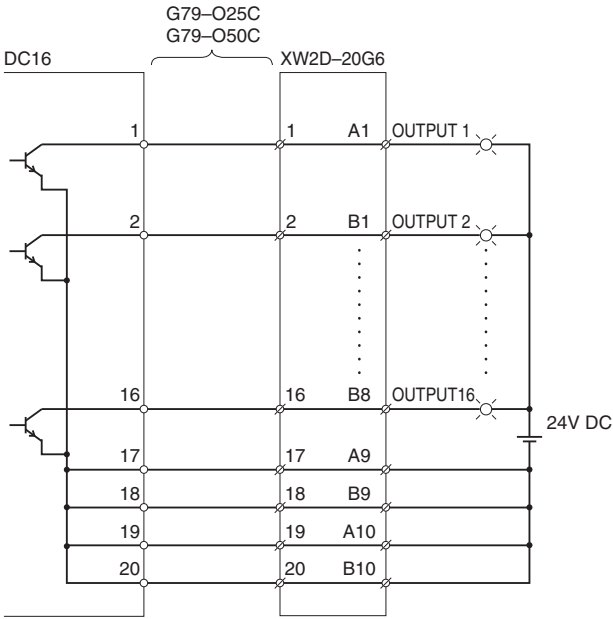 G79–O25C
G79–O50C
DC16 XW2D–20G6
1 1 A1 OUTPUT 1
2 2 B1 OUTPUT 2
16 16 B8 OUTPUT16
24V DC
17 17 A9
18 18 B9
19 19 A10
20 20 B10